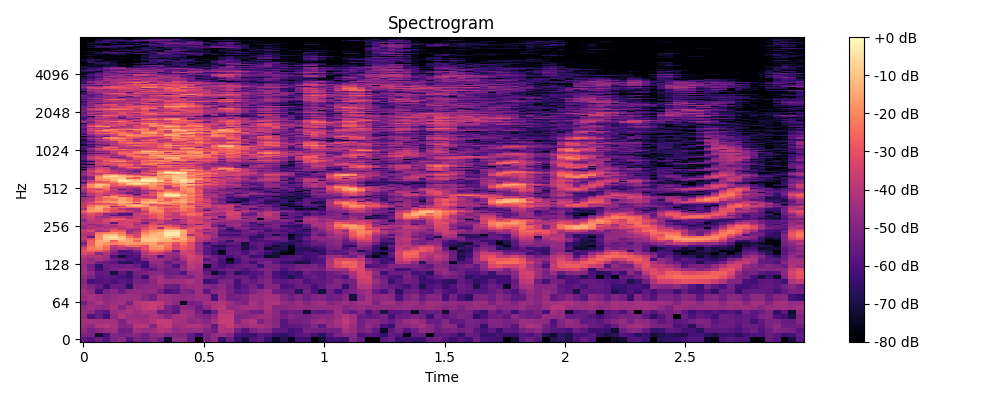 Spectrogram
Hz
4096
2048
1024
512
256
128
64
0
0
0.5
1
1.5
2
2.5
Time
+0 dB
-10 dB
-20 dB
-30 dB
-40 dB
-50 dB
-60 dB
-70 dB
-80 dB